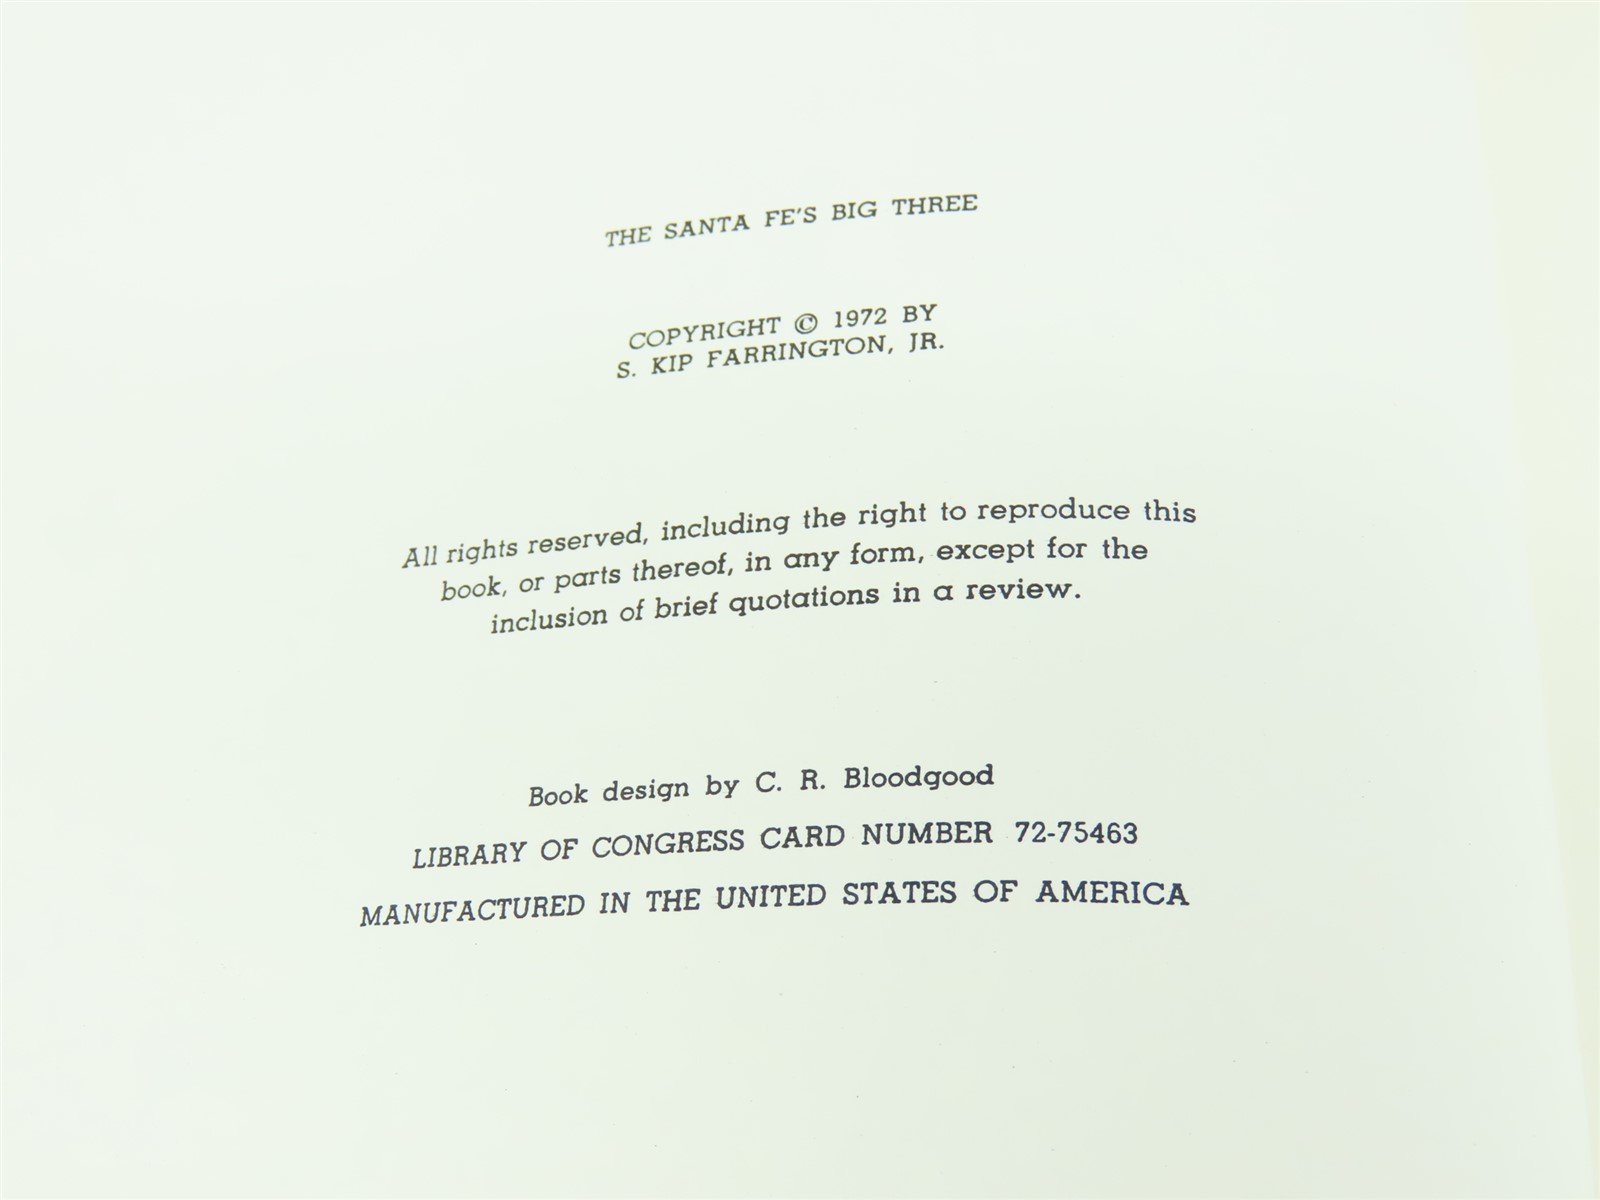 THE SANTA FE'S BIG THREE
COPYRIGHT © 1972 BY
S. KIP FARRINGTON, JR.
All rights reserved, including the right to reproduce this
book, or parts thereof, in any form, except for the
inclusion of brief quotations in a review.
Book design by C. R. Bloodgood
LIBRARY OF CONGRESS CARD NUMBER 72-75463
MANUFACTURED IN THE UNITED STATES OF AMERICA